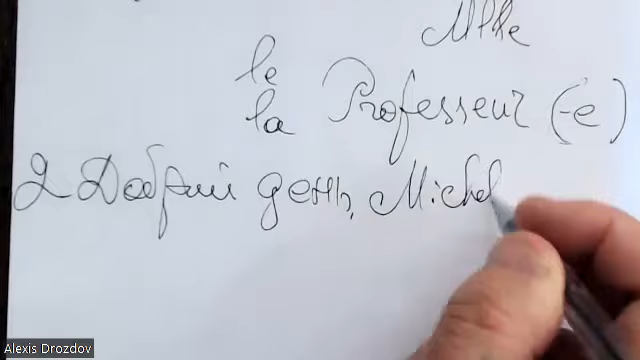 Mlle
le
la Professeur (-e)
2 Добрий день, Michel
Alexis Drozdov